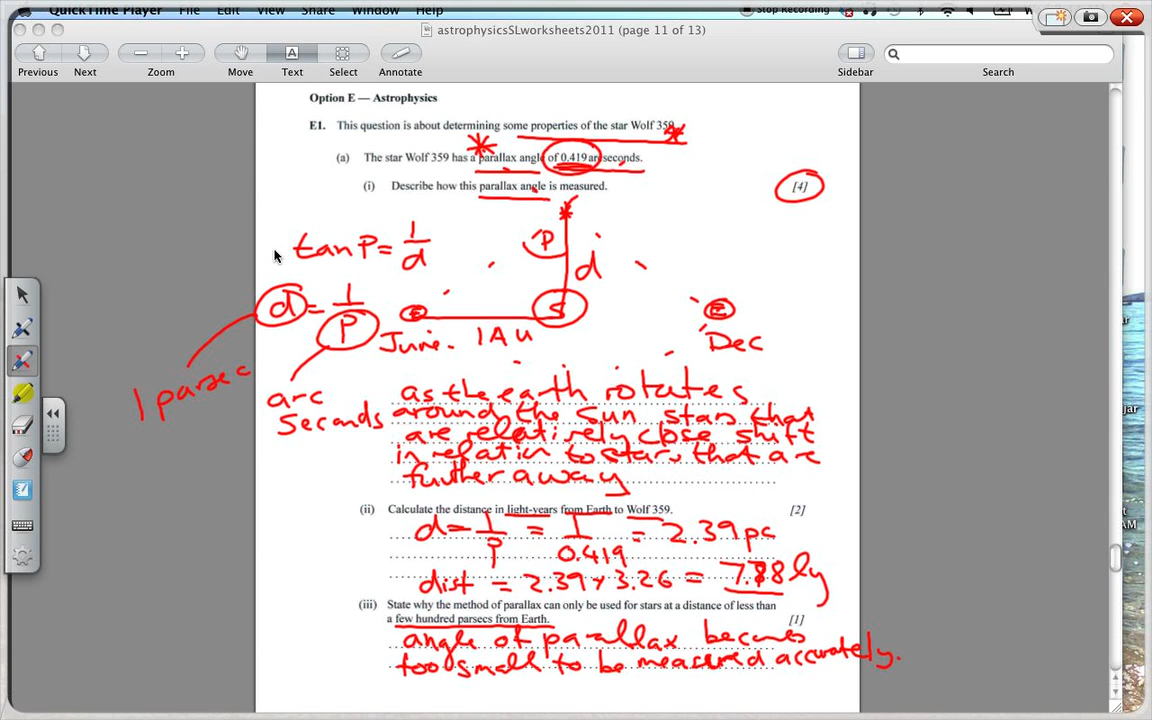 QuickTime Player File Edit View Share Window Help Stop Recording
astrophysicsSLworksheets2011 (page 11 of 13)
Previous Next Zoom Move Text Select Annotate Sidebar Search
Option E — Astrophysics
E1. This question is about determining some properties of the star Wolf 359.
(a) The star Wolf 359 has a parallax angle of 0.419 arcseconds.
(i) Describe how this parallax angle is measured. [4]
P
tan P = 1/d
d
d = 1/P
E S E
June. 1AU Dec
1 parsec
arc
seconds
as the earth rotates
around the sun stars that
are relatively close shift
in relation to stars that are
further away
(ii) Calculate the distance in light-years from Earth to Wolf 359. [2]
d = 1/P = 1/0.419 = 2.39 pc
dist = 2.39 x 3.26 = 7.78 ly
(iii) State why the method of parallax can only be used for stars at a distance of less than
a few hundred parsecs from Earth. [1]
angle of parallax becomes
too small to be measured accurately.